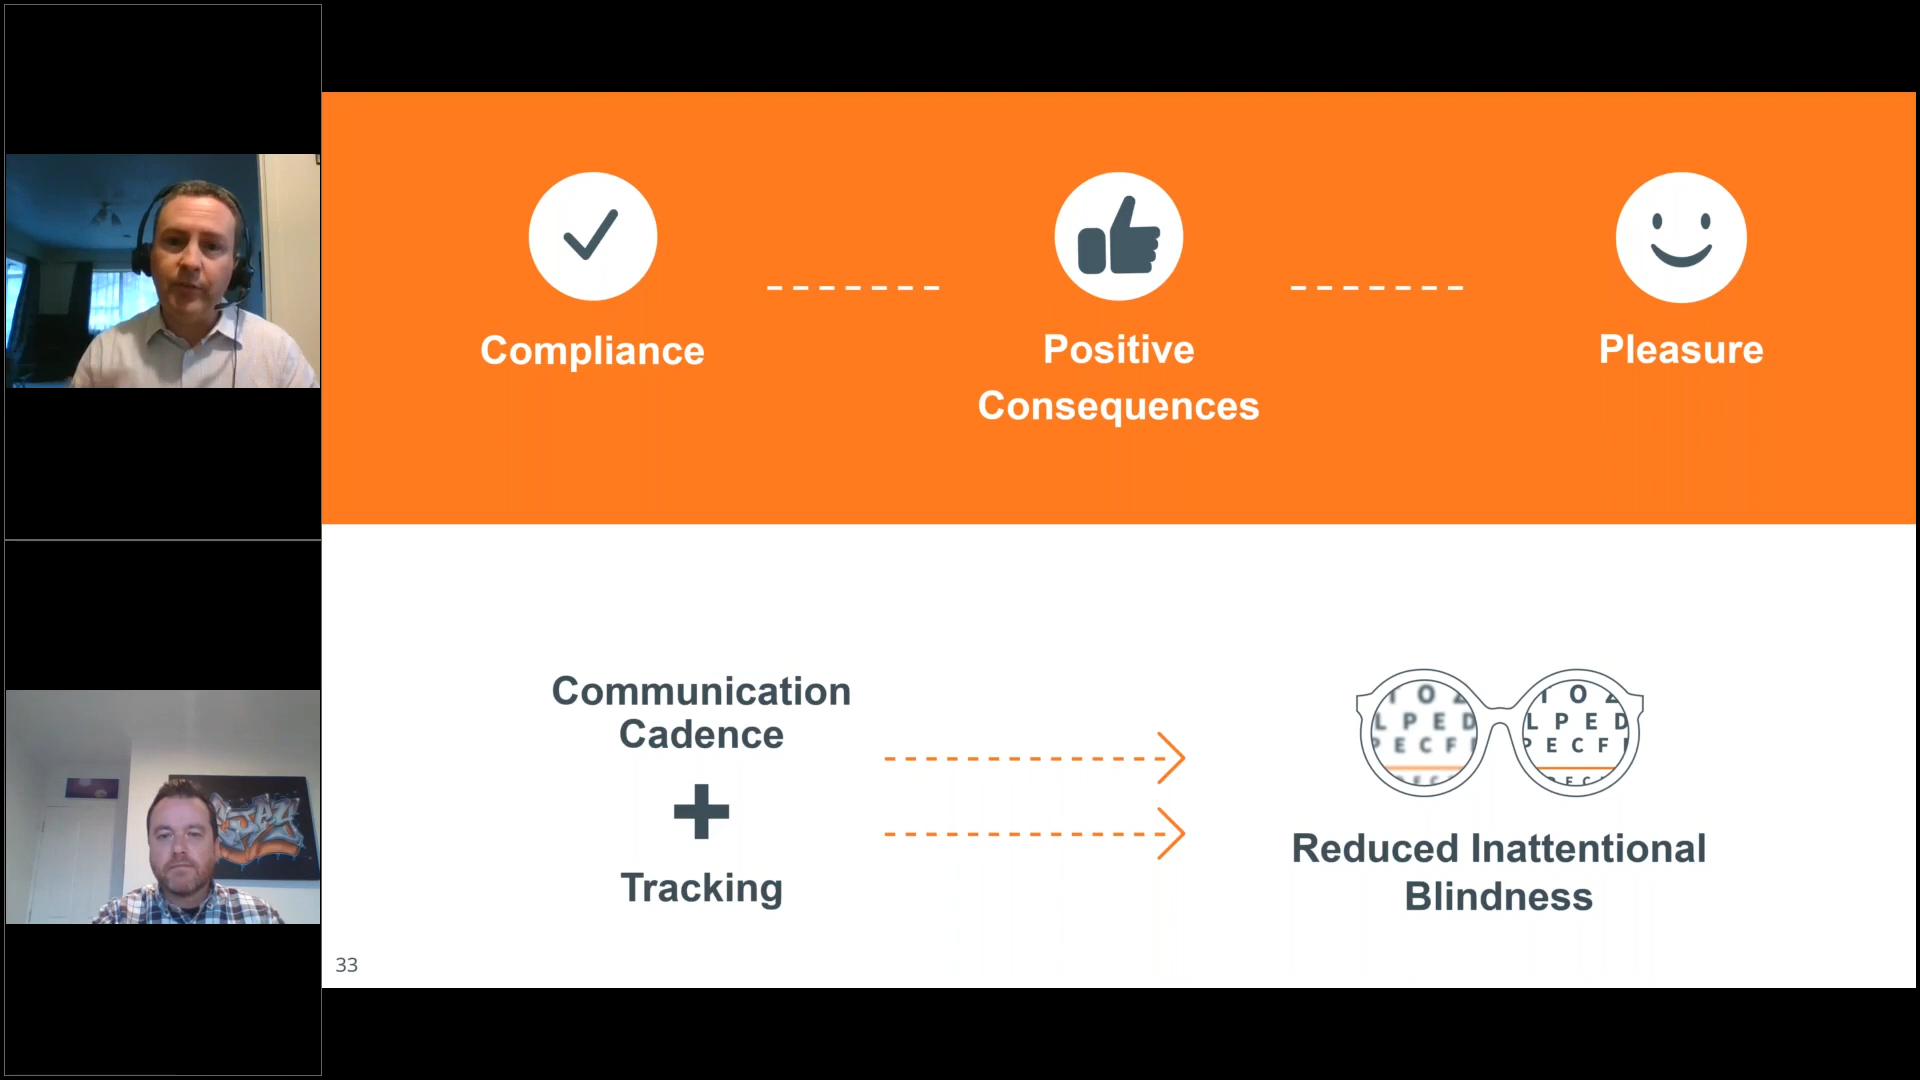 Compliance
Positive
Consequences
Pleasure
Communication
Cadence
Tracking
T O Z
L P E D
P E C F D
T O Z
L P E D
P E C F D
Reduced Inattentional
Blindness
33